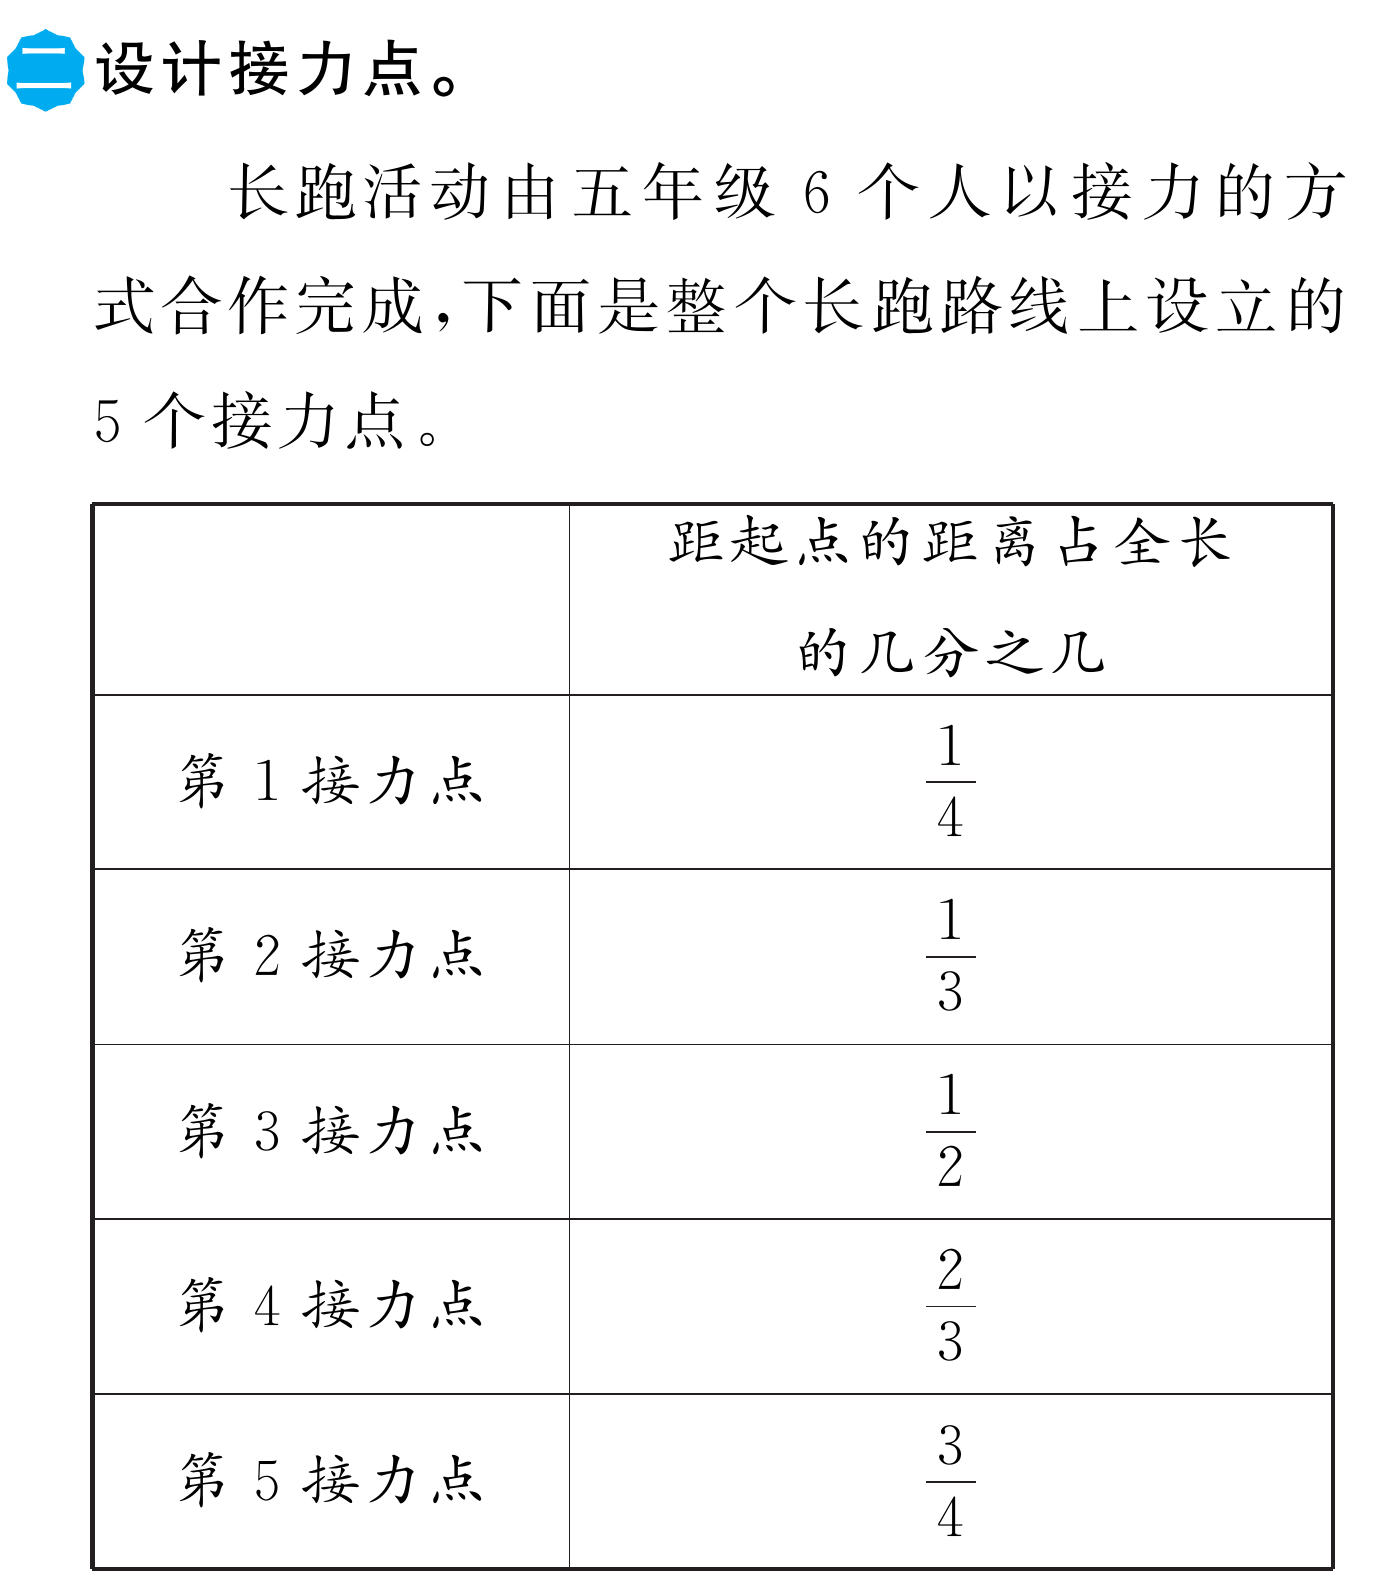 二 设计接力点。
长跑活动由五年级 6 个人以接力的方
式合作完成,下面是整个长跑路线上设立的
5 个接力点。
距起点的距离占全长
的几分之几
第 1 接力点 1/4
第 2 接力点 1/3
第 3 接力点 1/2
第 4 接力点 2/3
第 5 接力点 3/4